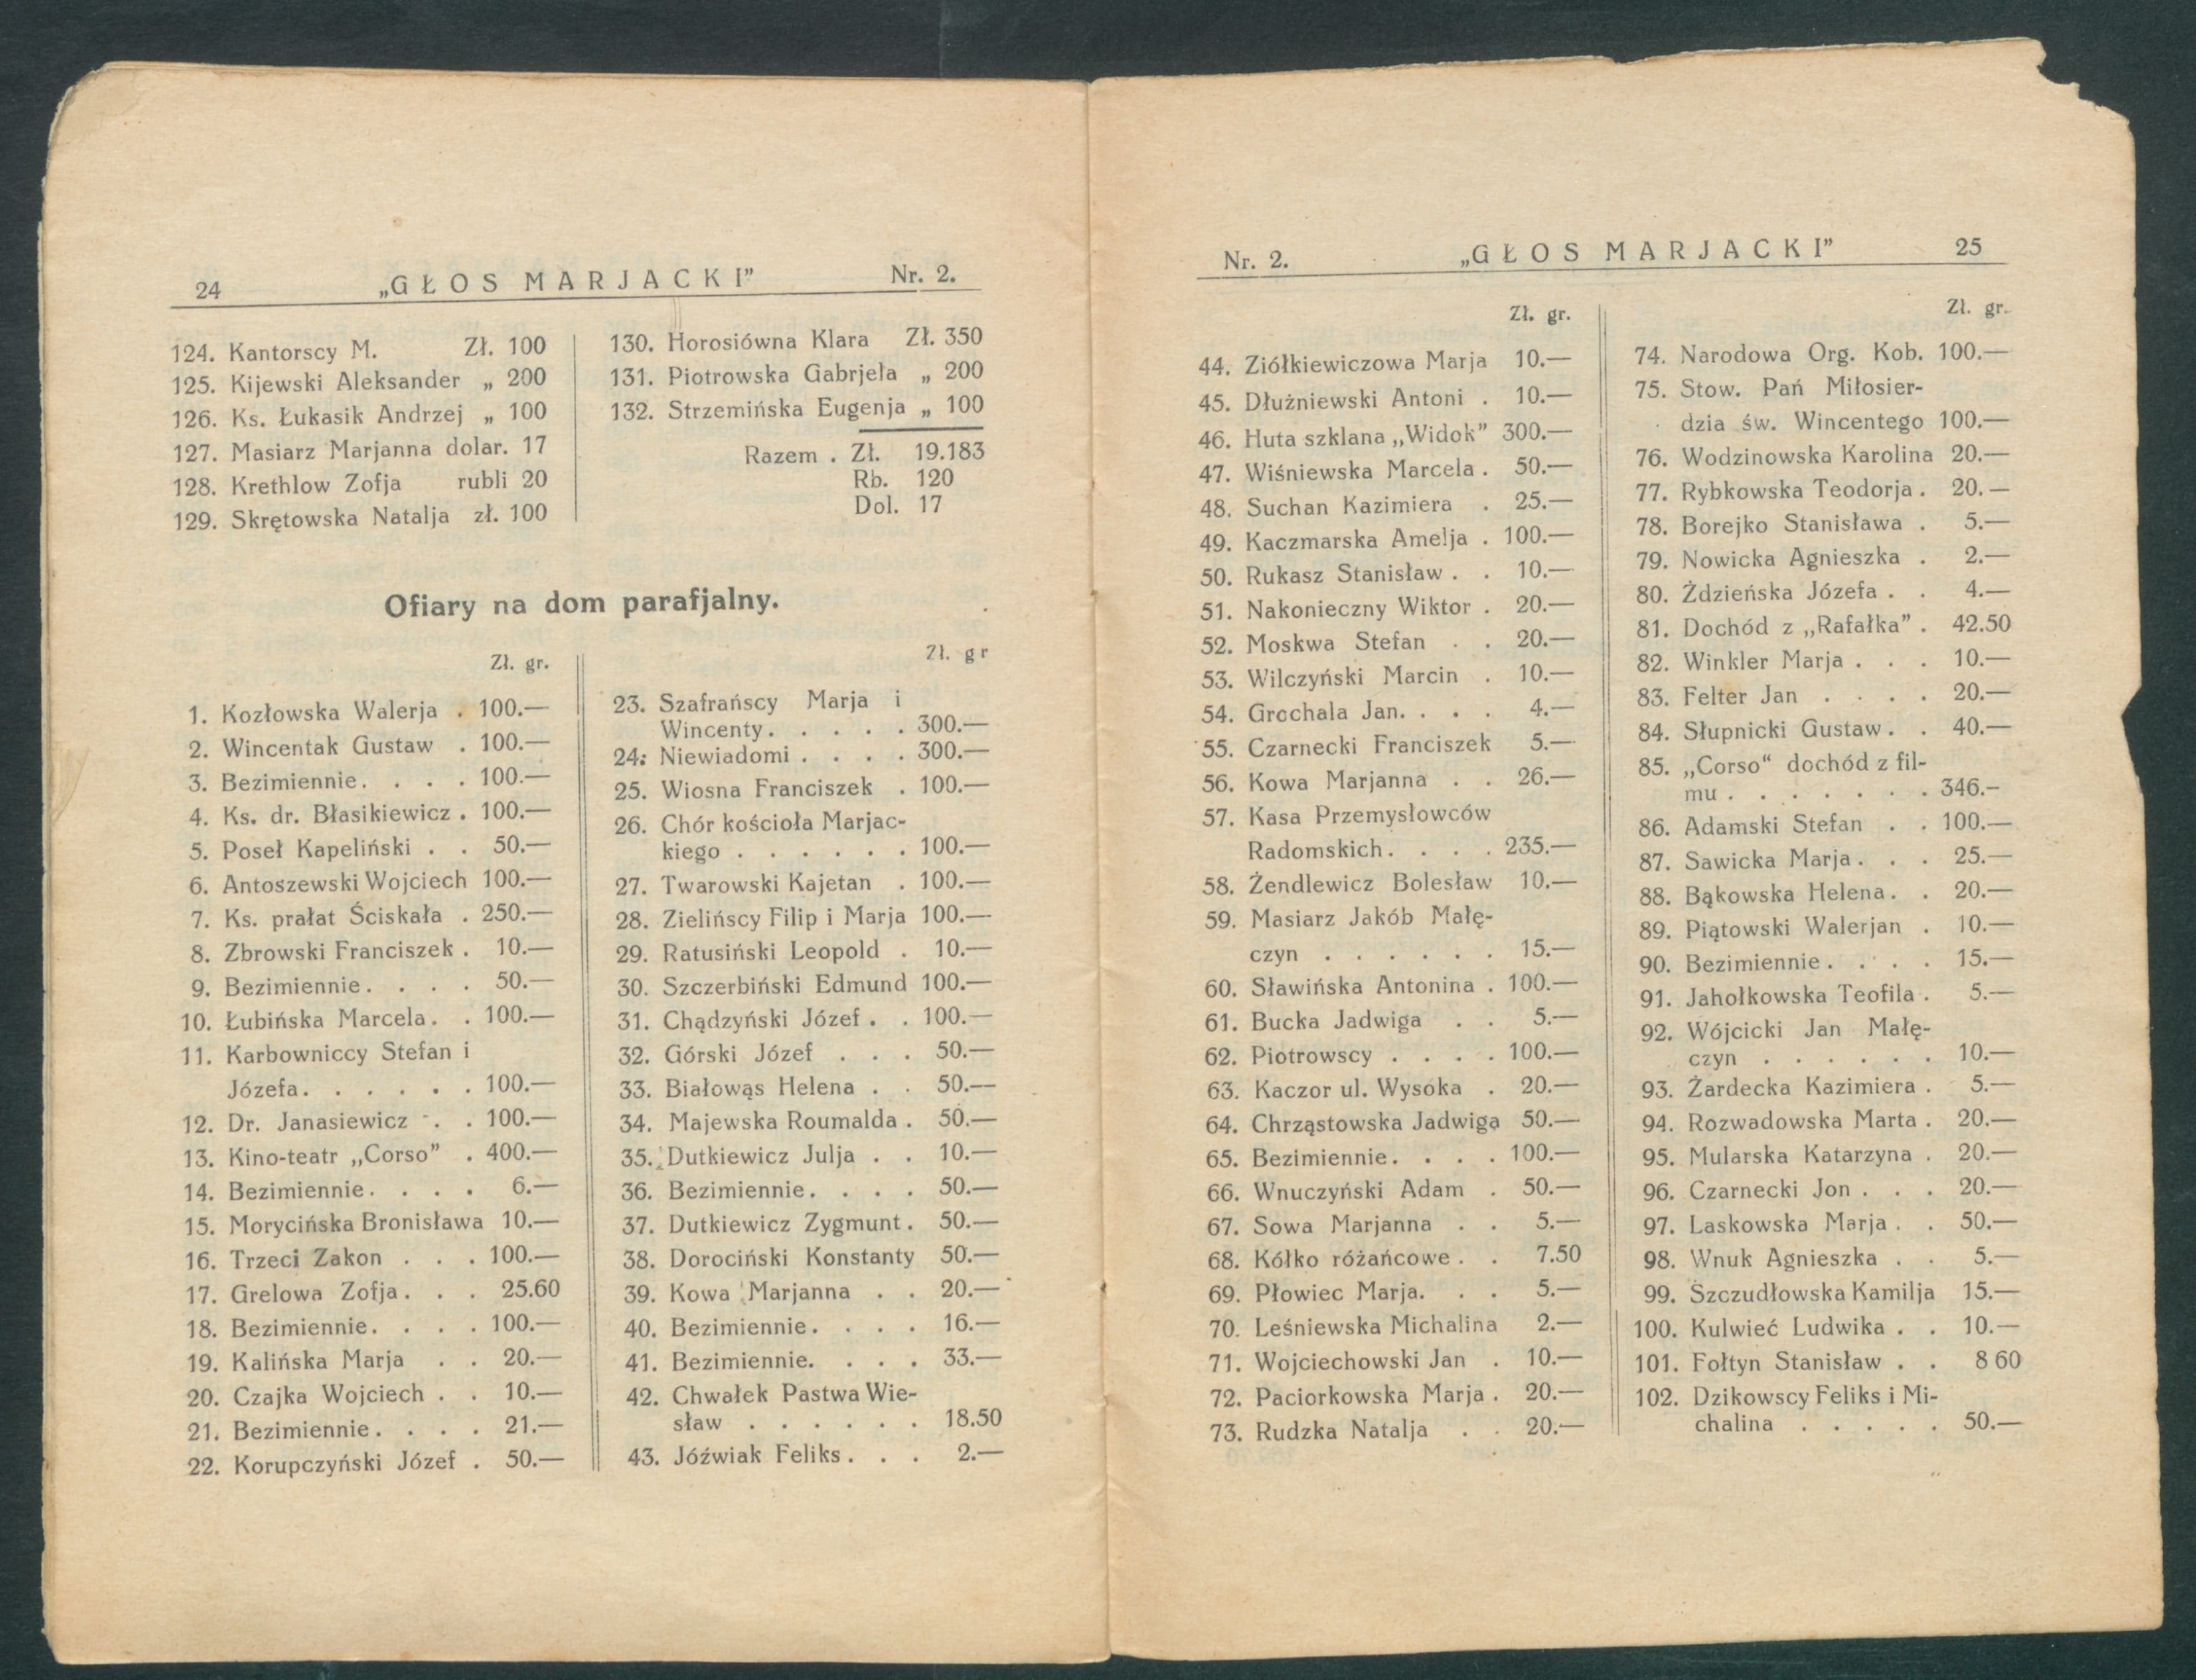 24 „GŁOS MARJACKI” Nr. 2.
124. Kantorscy M. Zł. 100
125. Kijewski Aleksander „ 200
126. Ks. Łukasik Andrzej „ 100
127. Masiarz Marjanna dolar. 17
128. Krethlow Zofja rubli 20
129. Skrętowska Natalja zł. 100
130. Horosiówna Klara Zł. 350
131. Piotrowska Gabrjela „ 200
132. Strzemińska Eugenja „ 100
Razem . Zł. 19.183
Rb. 120
Dol. 17
Ofiary na dom parafjalny.
Zł. gr.
1. Kozłowska Walerja . 100.—
2. Wincentak Gustaw . 100.—
3. Bezimiennie. . . . 100.—
4. Ks. dr. Błasikiewicz . 100.—
5. Poseł Kapeliński . . 50.—
6. Antoszewski Wojciech 100.—
7. Ks. prałat Ściskała . 250.—
8. Zbrowski Franciszek . 10.—
9. Bezimiennie. . . . 50.—
10. Łubińska Marcela. . 100.—
11. Karbowniccy Stefan i
Józefa. . . . . . 100.—
12. Dr. Janasiewicz . . 100.—
13. Kino-teatr „Corso” . 400.—
14. Bezimiennie. . . . 6.—
15. Morycińska Bronisława 10.—
16. Trzeci Zakon . . . 100.—
17. Grelowa Zofja. . . 25.60
18. Bezimiennie. . . . 100.—
19. Kalińska Marja . . 20.—
20. Czajka Wojciech . . 10.—
21. Bezimiennie. . . . 21.—
22. Korupczyński Józef . 50.—
Zł. gr
23. Szafrańscy Marja i
Wincenty. . . . . 300.—
24. Niewiadomi . . . . 300.—
25. Wiosna Franciszek . 100.—
26. Chór kościoła Marjac-
kiego . . . . . . 100.—
27. Twarowski Kajetan . 100.—
28. Zielińscy Filip i Marja 100.—
29. Ratusiński Leopold . 10.—
30. Szczerbiński Edmund 100.—
31. Chądzyński Józef . . 100.—
32. Górski Józef . . . 50.—
33. Białowąs Helena . . 50.—
34. Majewska Roumalda . 50.—
35. Dutkiewicz Julja . . 10.—
36. Bezimiennie. . . . 50.—
37. Dutkiewicz Zygmunt. 50.—
38. Dorociński Konstanty 50.—
39. Kowa Marjanna . . 20.—
40. Bezimiennie. . . . 16.—
41. Bezimiennie. . . . 33.—
42. Chwałek Pastwa Wie-
sław . . . . . . 18.50
43. Jóźwiak Feliks. . . 2.—
Nr. 2. „GŁOS MARJACKI” 25
Zł. gr.
44. Ziółkiewiczowa Marja 10.—
45. Dłużniewski Antoni . 10.—
46. Huta szklana „Widok” 300.—
47. Wiśniewska Marcela . 50.—
48. Suchan Kazimiera . 25.—
49. Kaczmarska Amelja . 100.—
50. Rukasz Stanisław . . 10.—
51. Nakonieczny Wiktor . 20.—
52. Moskwa Stefan . . 20.—
53. Wilczyński Marcin . 10.—
54. Grochala Jan. . . . 4.—
55. Czarnecki Franciszek 5.—
56. Kowa Marjanna . . 26.—
57. Kasa Przemysłowców
Radomskich. . . . 235.—
58. Żendlewicz Bolesław 10.—
59. Masiarz Jakób Małę-
czyn . . . . . . 15.—
60. Sławińska Antonina . 100.—
61. Bucka Jadwiga . . 5.—
62. Piotrowscy . . . . 100.—
63. Kaczor ul. Wysoka . 20.—
64. Chrząstowska Jadwiga 50.—
65. Bezimiennie. . . . 100.—
66. Wnuczyński Adam . 50.—
67. Sowa Marjanna . . 5.—
68. Kółko różańcowe . . 7.50
69. Płowiec Marja. . . 5.—
70. Leśniewska Michalina 2.—
71. Wojciechowski Jan . 10.—
72. Paciorkowska Marja . 20.—
73. Rudzka Natalja . . 20.—
Zł. gr.
74. Narodowa Org. Kob. 100.—
75. Stow. Pań Miłosier-
dzia św. Wincentego 100.—
76. Wodzinowska Karolina 20.—
77. Rybkowska Teodorja . 20.—
78. Borejko Stanisława . 5.—
79. Nowicka Agnieszka . 2.—
80. Ździeńska Józefa . . 4.—
81. Dochód z „Rafałka” . 42.50
82. Winkler Marja . . . 10.—
83. Felter Jan . . . . 20.—
84. Słupnicki Gustaw. . 40.—
85. „Corso“ dochód z fil-
mu . . . . . . . 346.–
86. Adamski Stefan . . 100.—
87. Sawicka Marja. . . 25.—
88. Bąkowska Helena. . 20.—
89. Piątowski Walerjan . 10.—
90. Bezimiennie. . . . 15.—
91. Jahołkowska Teofila . 5.—
92. Wójcicki Jan Małę-
czyn . . . . . . 10.—
93. Żardecka Kazimiera . 5.—
94. Rozwadowska Marta . 20.—
95. Mularska Katarzyna . 20.—
96. Czarnecki Jon . . . 20.—
97. Laskowska Marja . . 50.—
98. Wnuk Agnieszka . . 5.—
99. Szczudłowska Kamilja 15.—
100. Kulwieć Ludwika . . 10.—
101. Fołtyn Stanisław . . 8 60
102. Dzikowscy Feliks i Mi-
chalina . . . . . 50.—